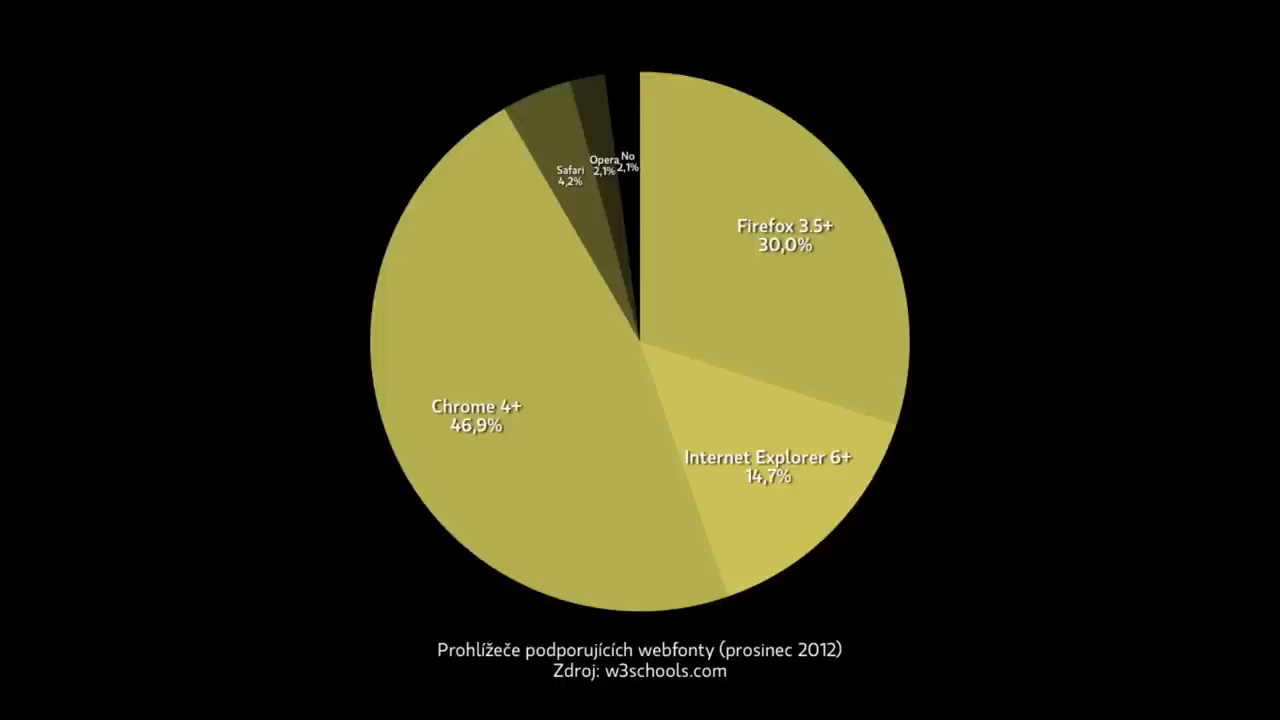 Safari
4,2%
Opera
2,1%
No
2,1%
Firefox 3.5+
30,0%
Chrome 4+
46,9%
Internet Explorer 6+
14,7%
Prohlížeče podporujících webfonty (prosinec 2012)
Zdroj: w3schools.com